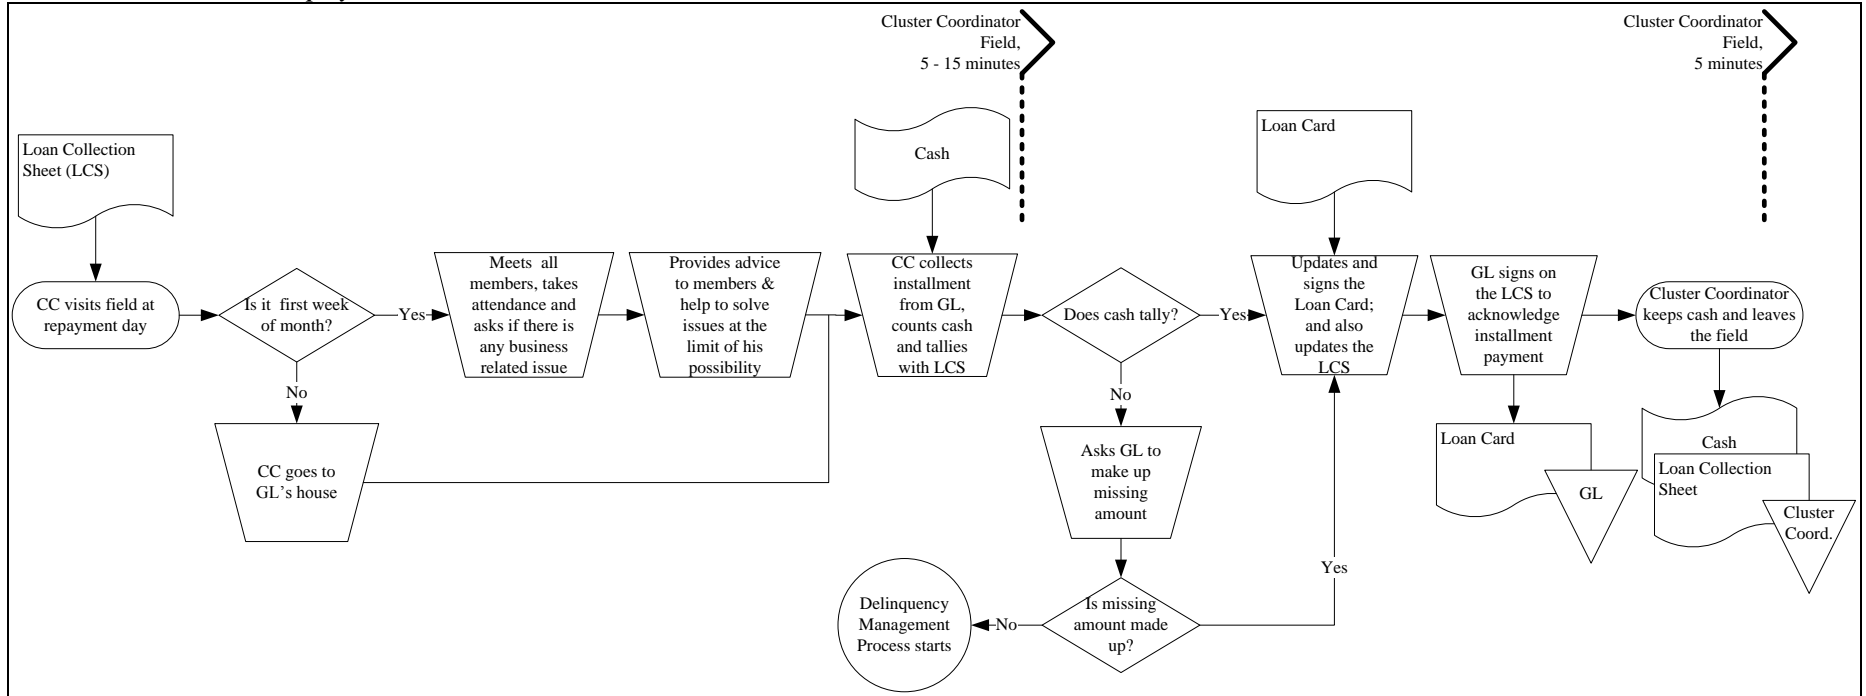 Cluster Coordinator
Field,
5 - 15 minutes
Cluster Coordinator
Field,
5 minutes
Loan Collection
Sheet (LCS)
Cash
Loan Card
CC visits field at
repayment day
Is it first week
of month?
Yes
Meets all
members, takes
attendance and
asks if there is
any business
related issue
Provides advice
to members &
help to solve
issues at the
limit of his
possibility
CC collects
installment
from GL,
counts cash
and tallies
with LCS
Does cash tally?
Yes
Updates and
signs the
Loan Card;
and also
updates the
LCS
GL signs on
the LCS to
acknowledge
installment
payment
Cluster Coordinator
keeps cash and leaves
the field
No
CC goes to
GL's house
No
Asks GL to
make up
missing
amount
Loan Card
GL
Cash
Loan Collection
Sheet
Cluster
Coord.
Yes
Is missing
amount made
up?
No
Delinquency
Management
Process starts